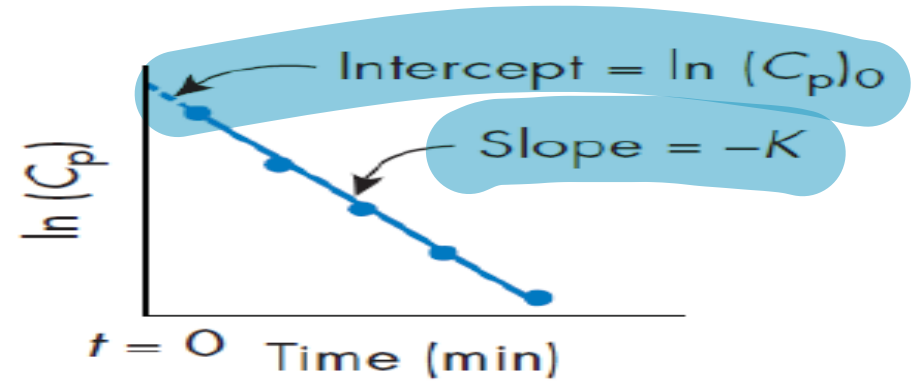 Intercept = ln (Cp)0
Slope = −K
ln (Cp)
t = 0 Time (min)